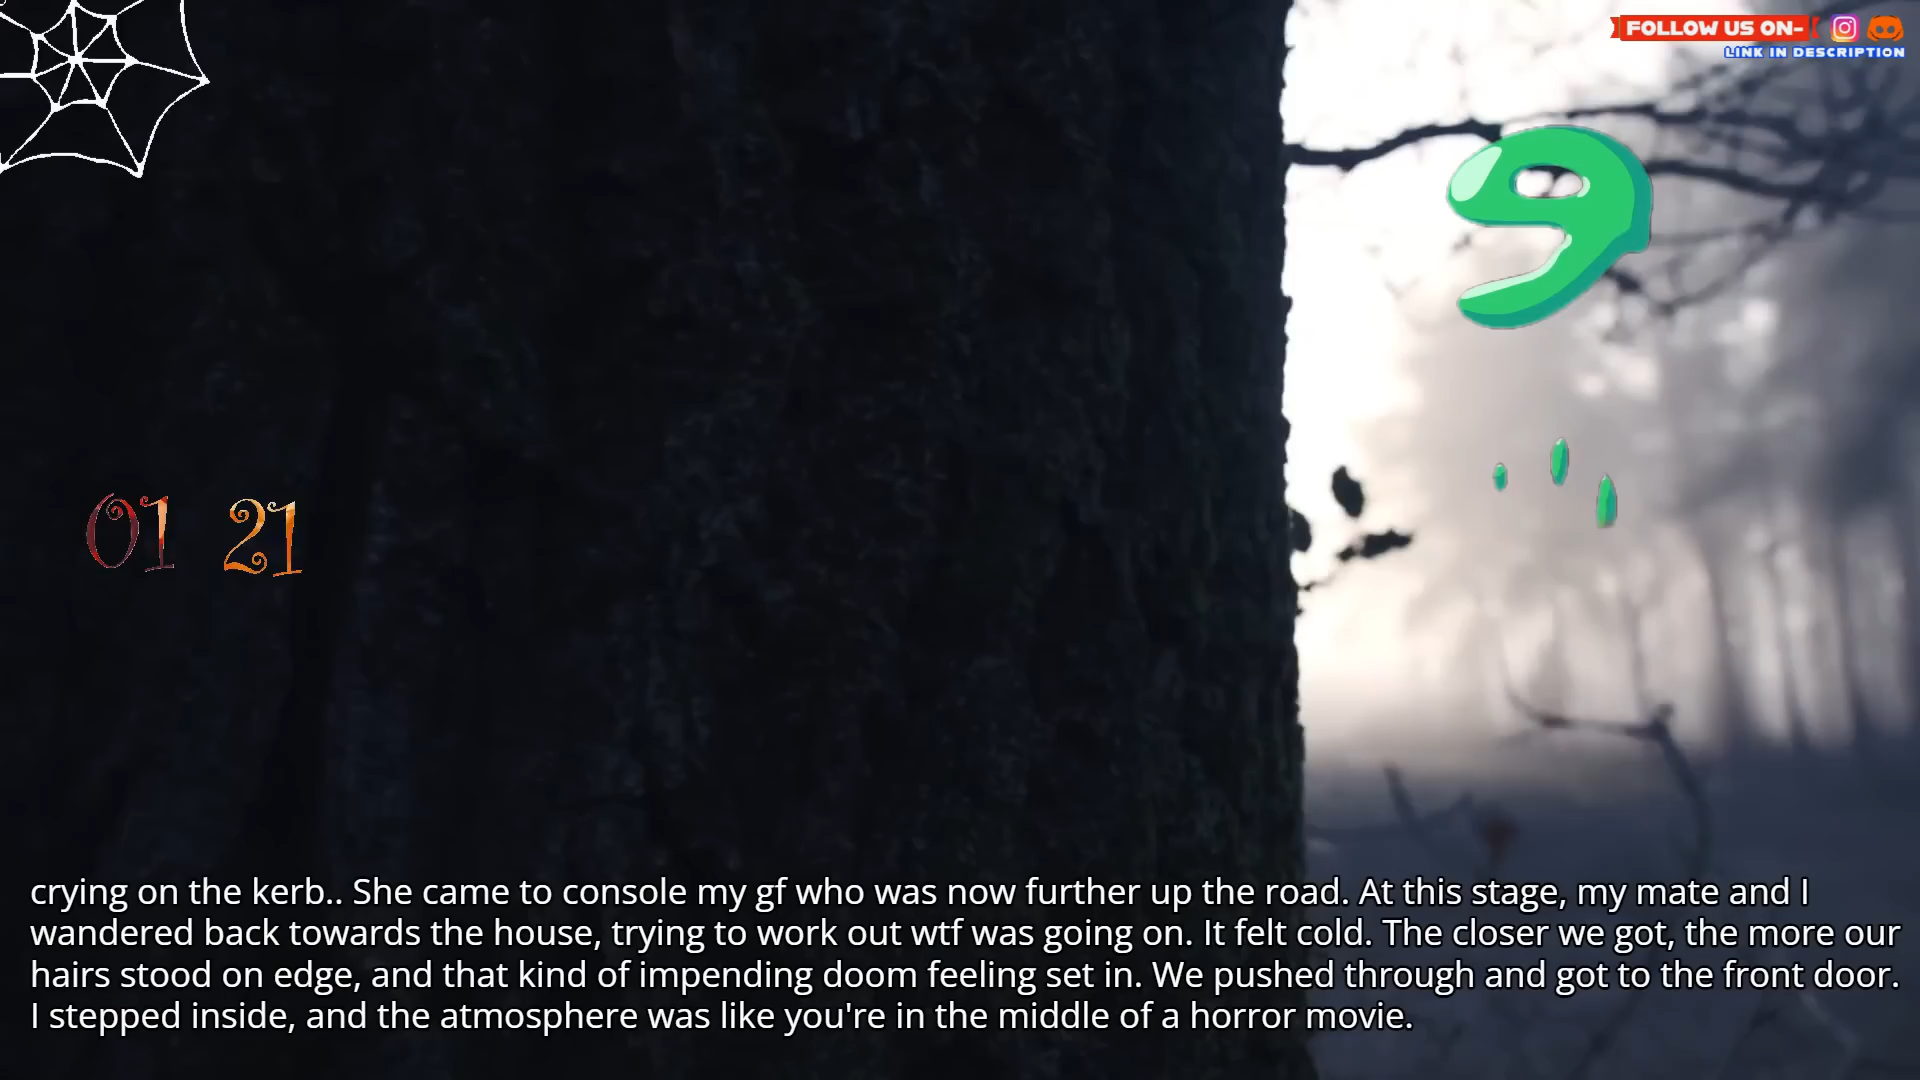 FOLLOW US ON-
LINK IN DESCRIPTION
9
01 21
crying on the kerb.. She came to console my gf who was now further up the road. At this stage, my mate and I
wandered back towards the house, trying to work out wtf was going on. It felt cold. The closer we got, the more our
hairs stood on edge, and that kind of impending doom feeling set in. We pushed through and got to the front door.
I stepped inside, and the atmosphere was like you're in the middle of a horror movie.